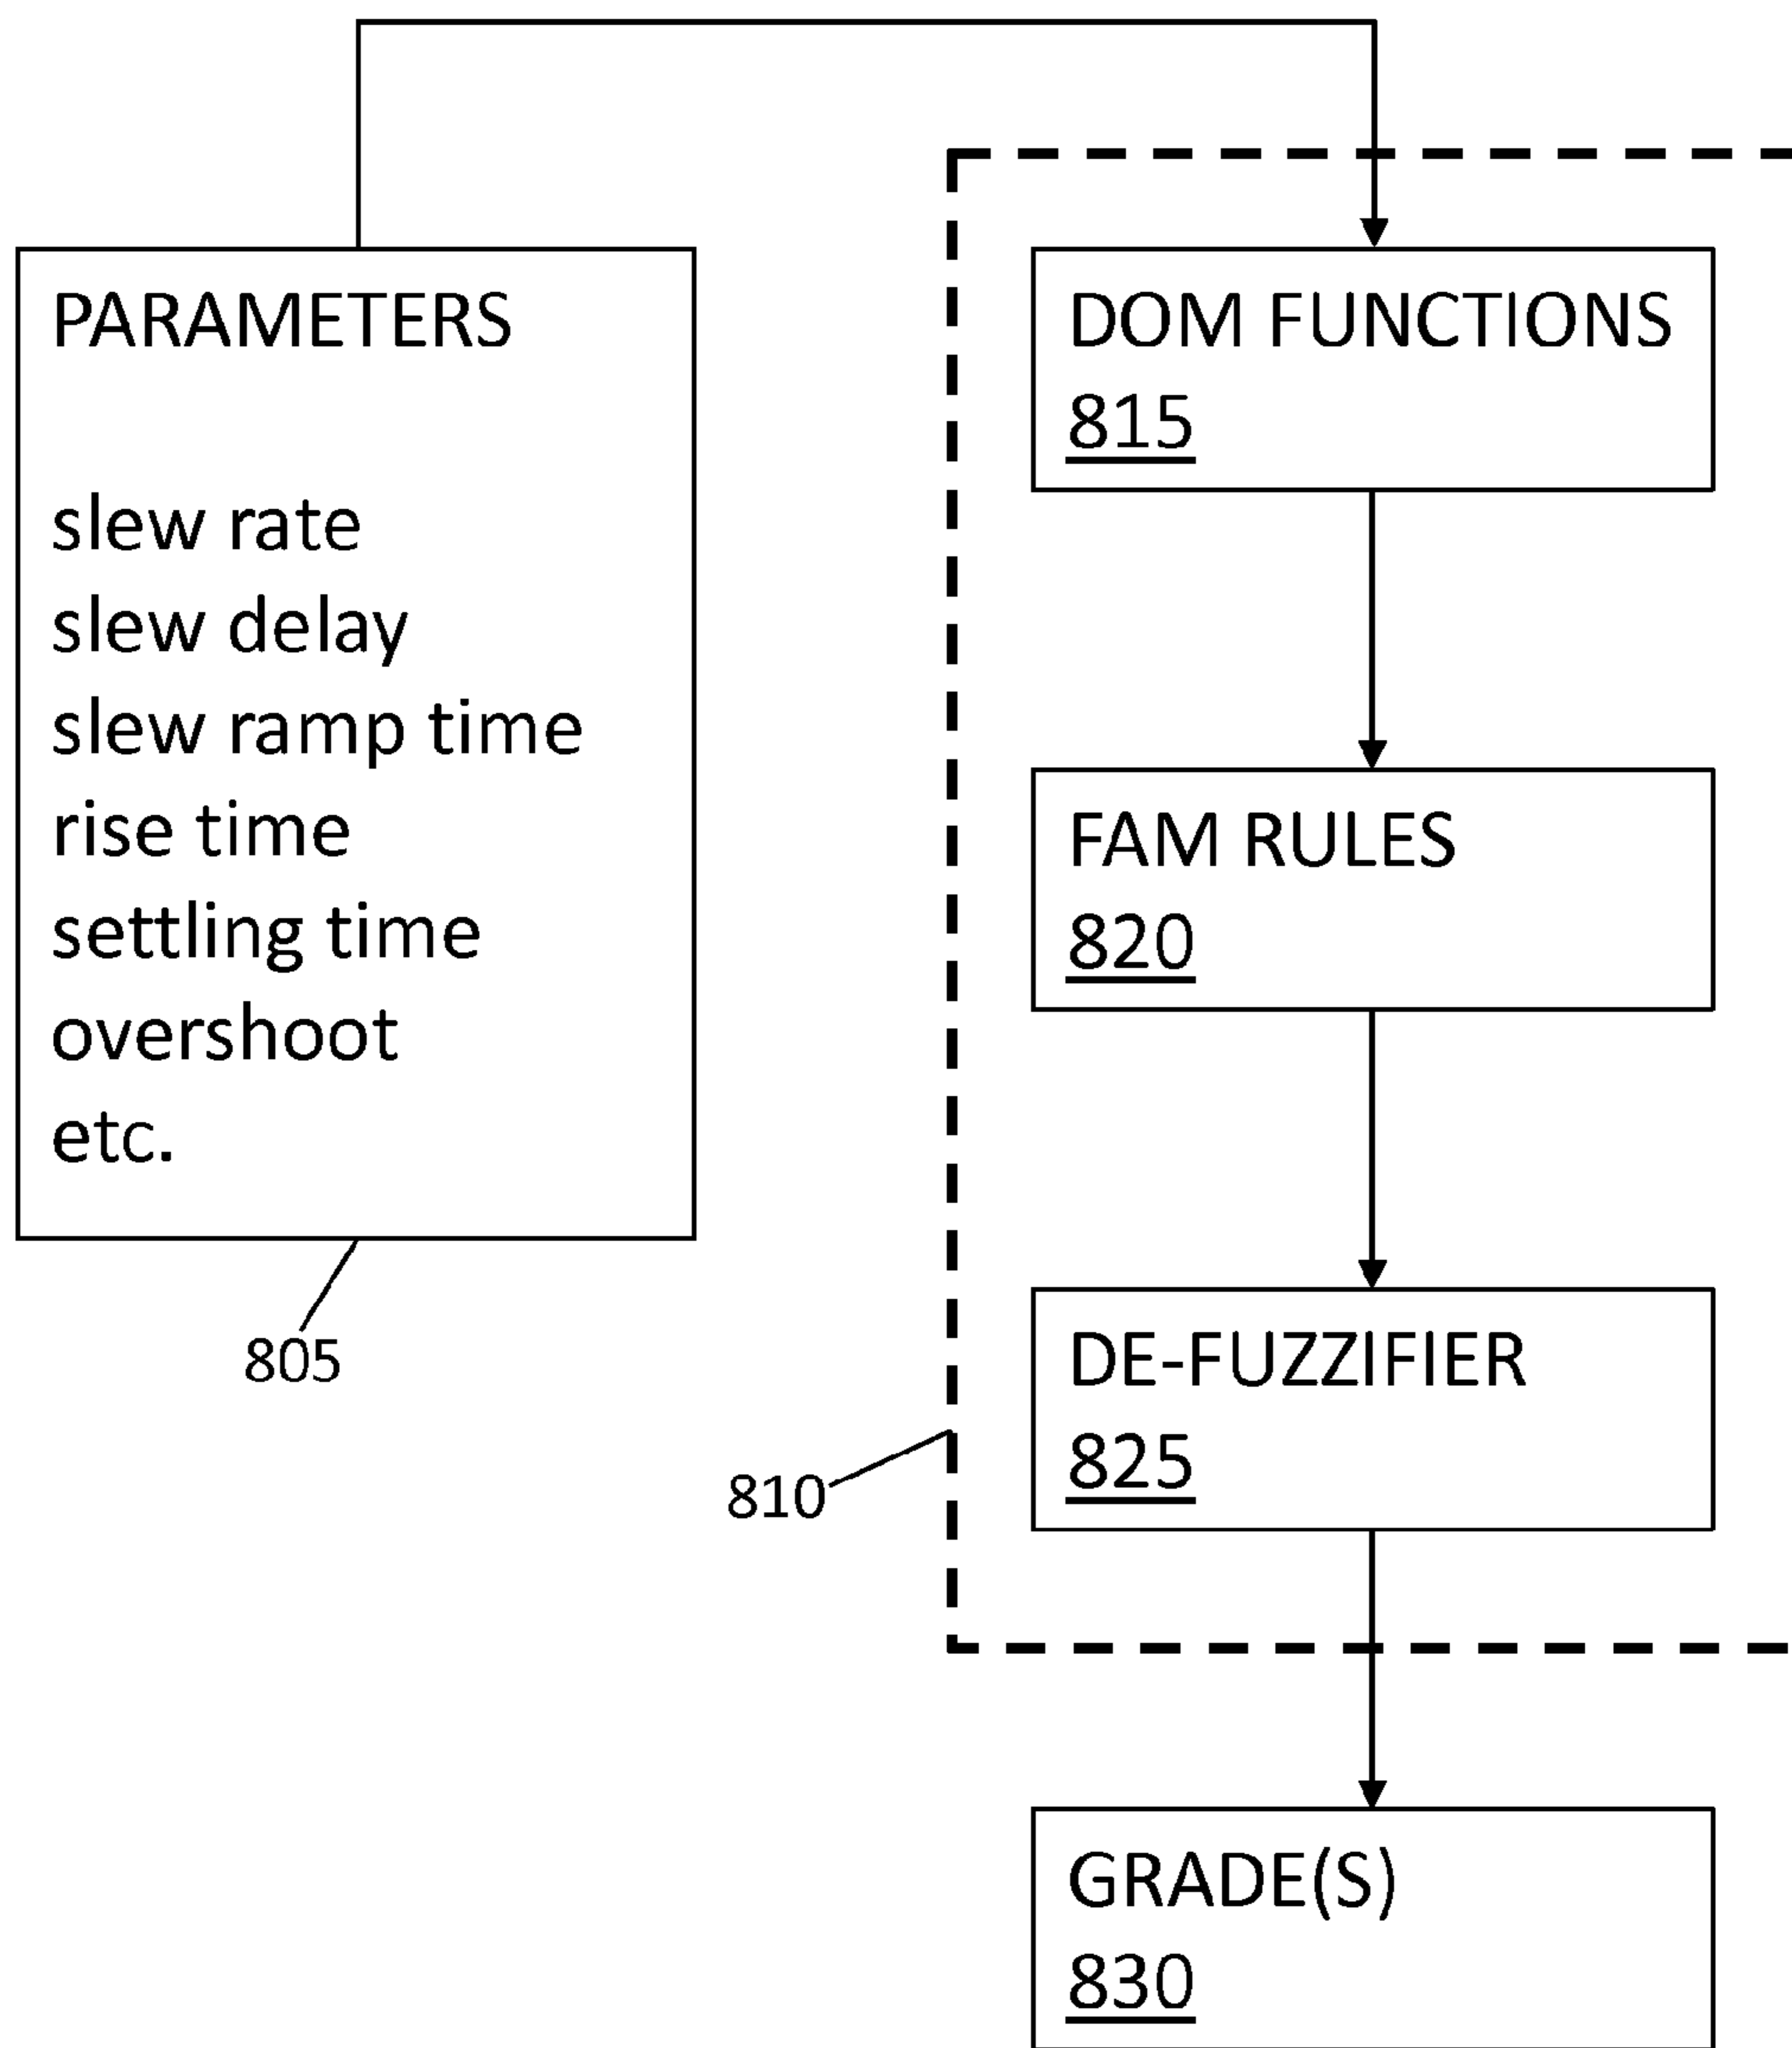 PARAMETERS
slew rate
slew delay
slew ramp time
rise time
settling time
overshoot
etc.
805
810
DOM FUNCTIONS
815
FAM RULES
820
DE-FUZZIFIER
825
GRADE(S)
830